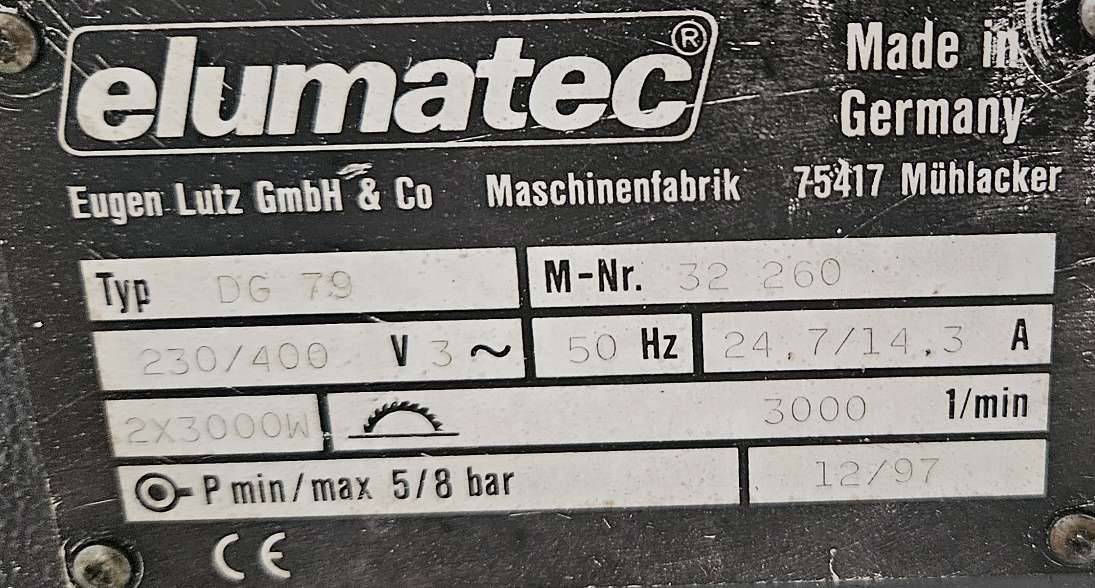 elumatec®
Made in
Germany
Eugen Lutz GmbH & Co Maschinenfabrik 75417 Mühlacker
Typ DG 79 M-Nr. 32 260
230/400 V 3 ~ 50 Hz 24,7/14,3 A
2X3000W 3000 1/min
P min/max 5/8 bar 12/97
CE